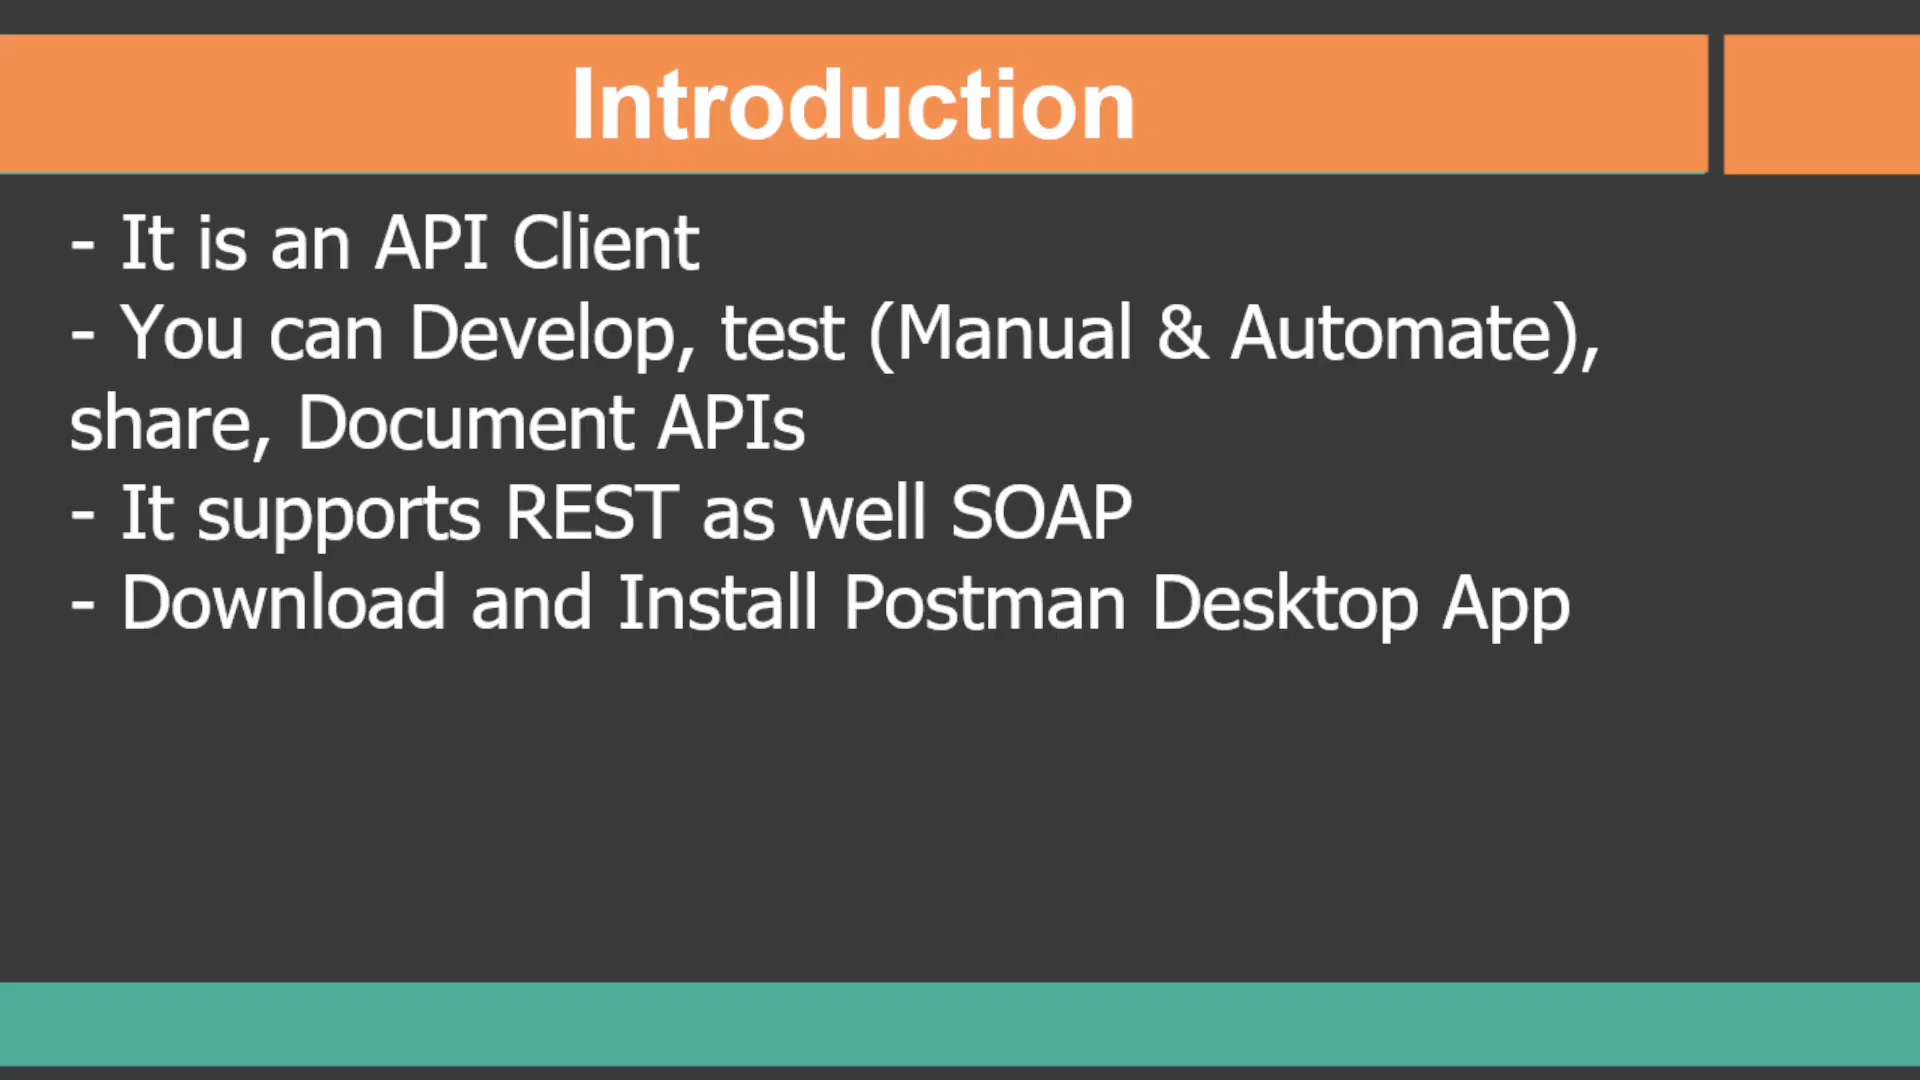 Introduction
- It is an API Client
- You can Develop, test (Manual & Automate),
share, Document APIs
- It supports REST as well SOAP
- Download and Install Postman Desktop App